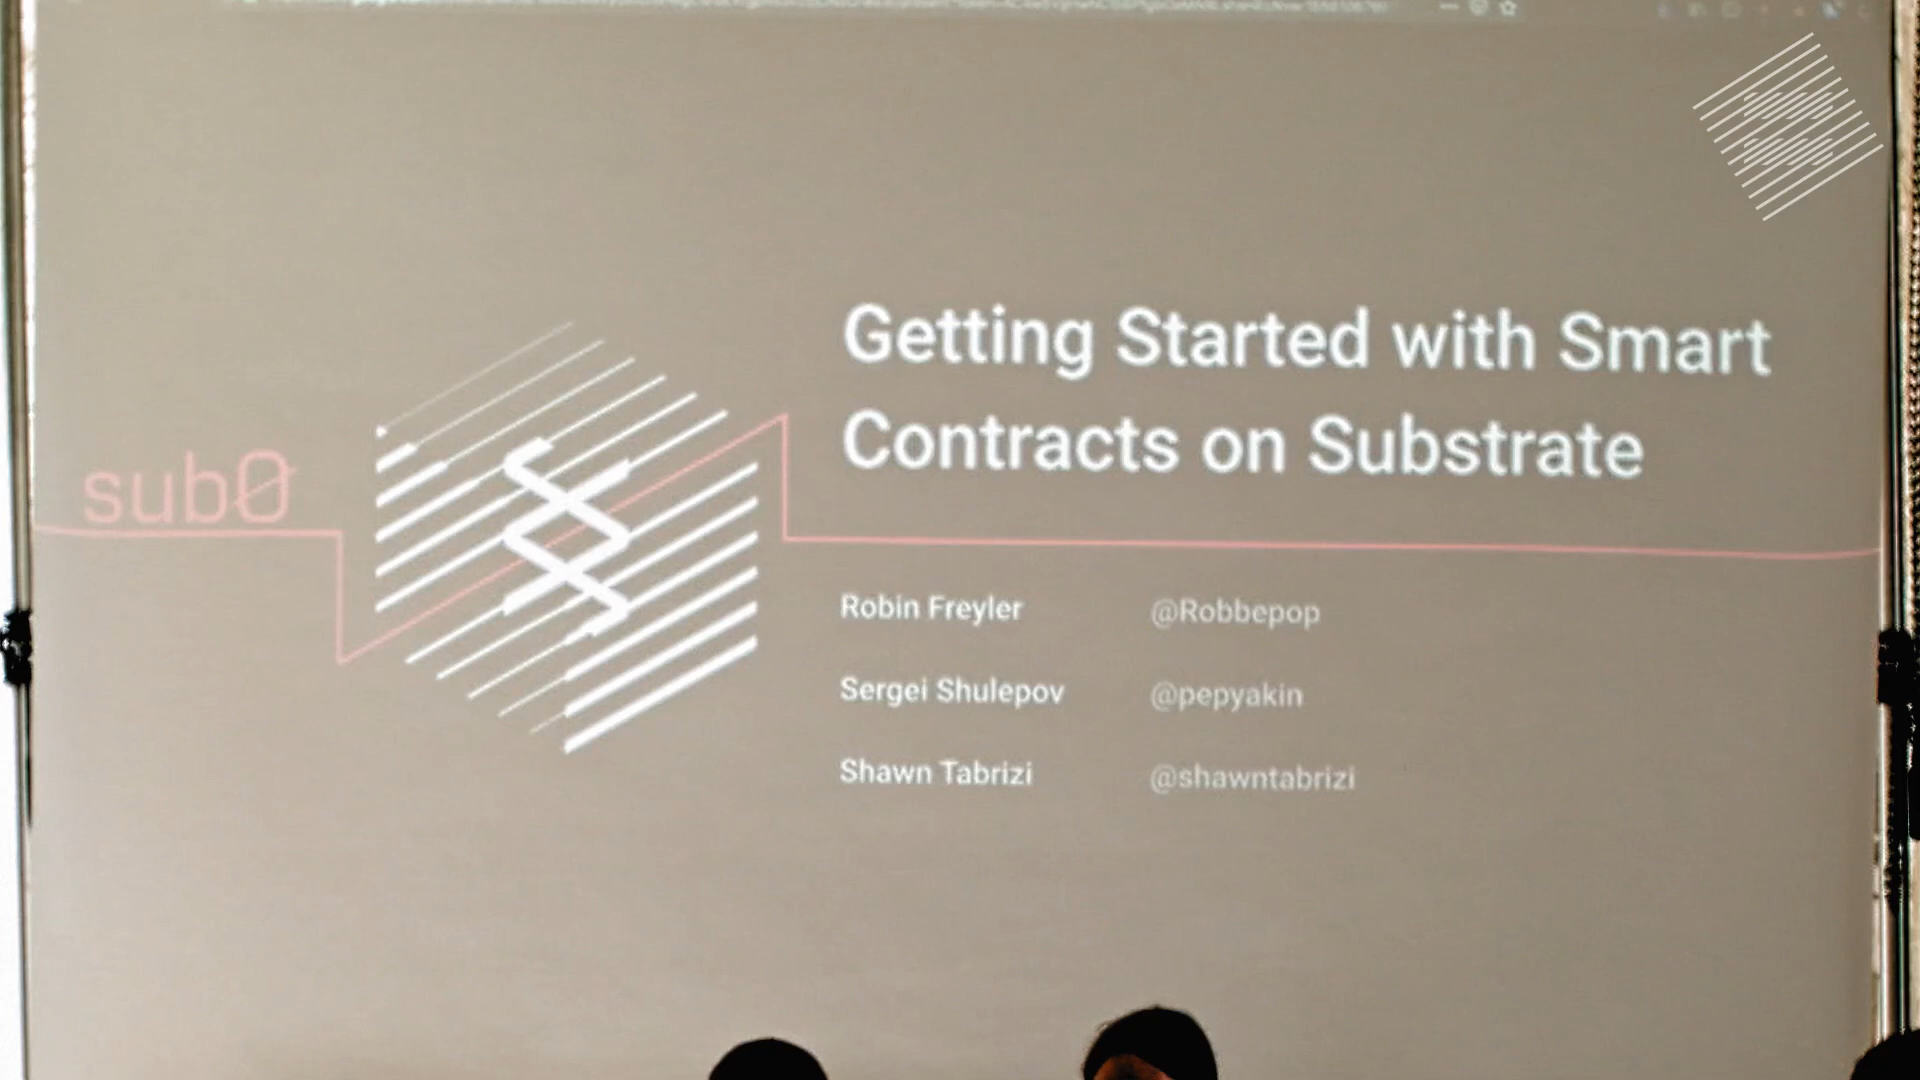 sub0
Getting Started with Smart
Contracts on Substrate
Robin Freyler @Robbepop
Sergei Shulepov @pepyakin
Shawn Tabrizi @shawntabrizi